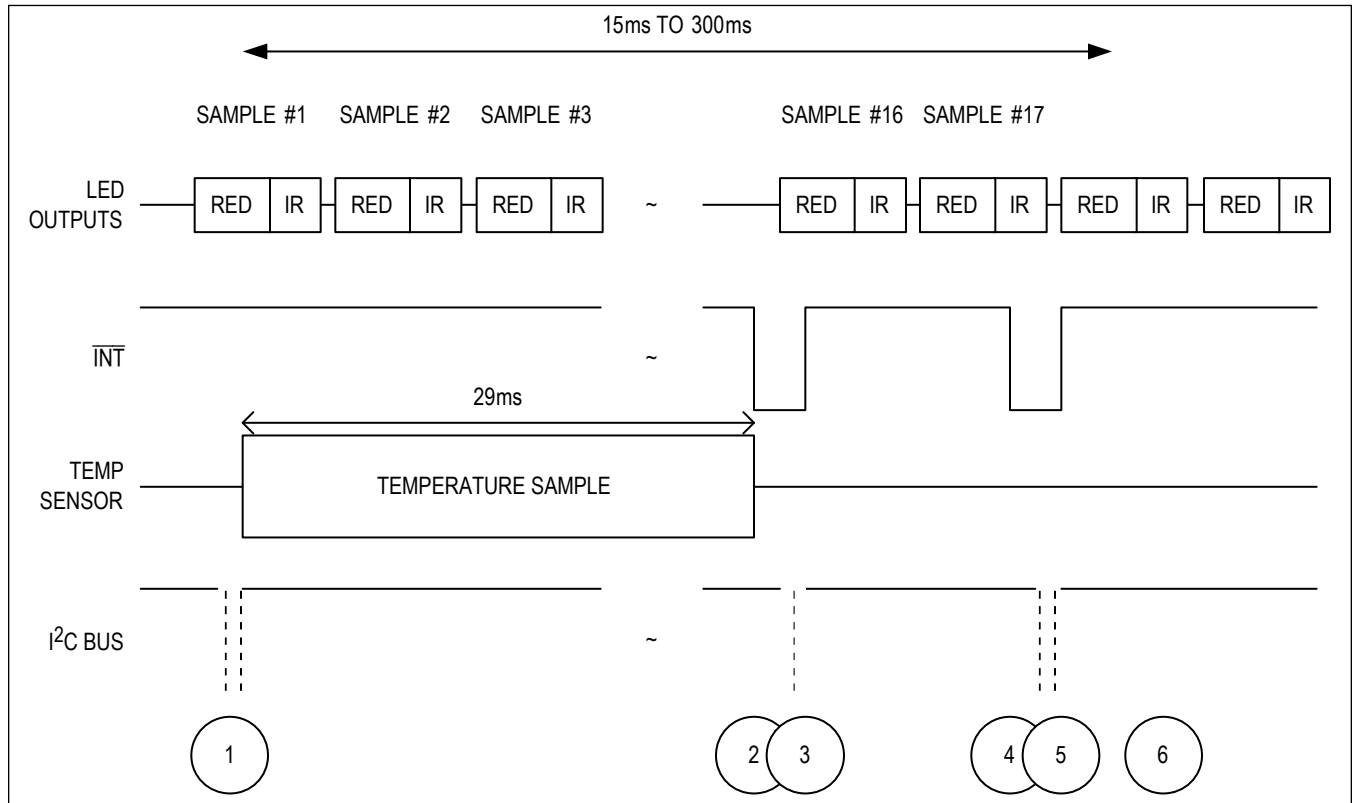 15ms TO 300ms
SAMPLE #1 SAMPLE #2 SAMPLE #3 SAMPLE #16 SAMPLE #17
LED
OUTPUTS
RED IR RED IR RED IR ~ RED IR RED IR RED IR RED IR
INT
~
29ms
TEMP
SENSOR
TEMPERATURE SAMPLE
I²C BUS
~
1 2 3 4 5 6